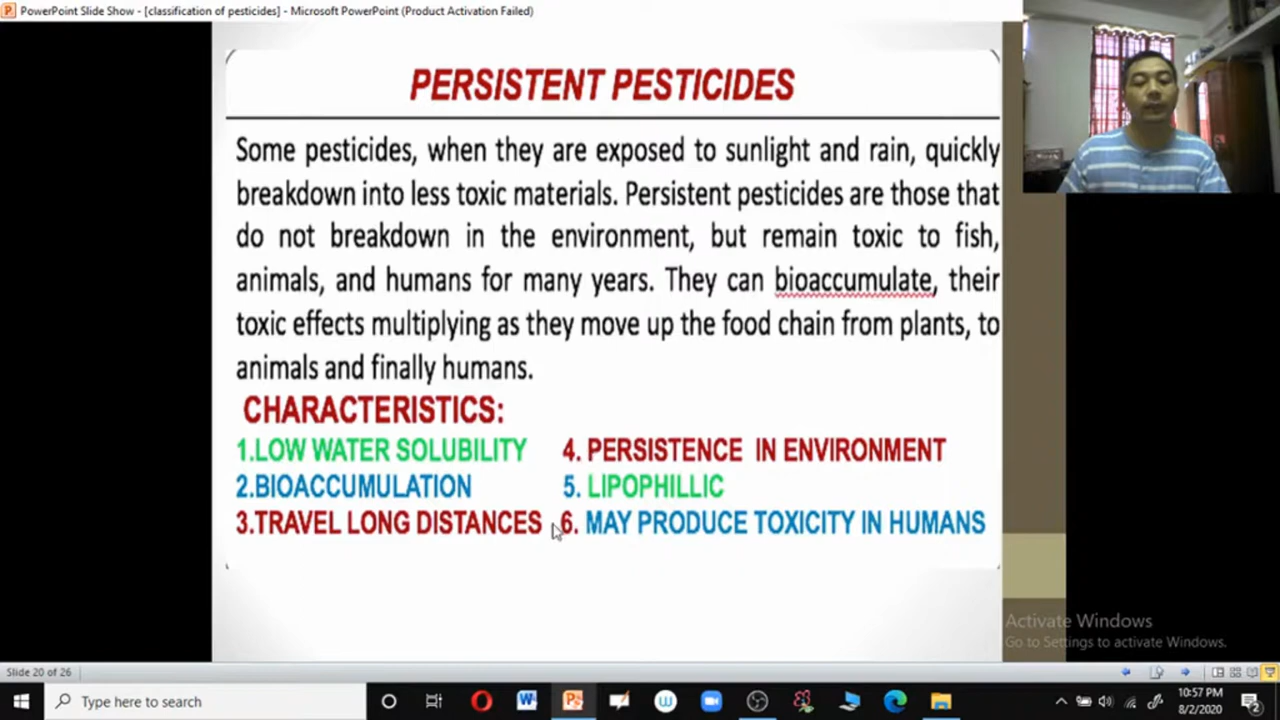 PowerPoint Slide Show - [classification of pesticides] - Microsoft PowerPoint (Product Activation Failed)
PERSISTENT PESTICIDES
Some pesticides, when they are exposed to sunlight and rain, quickly
breakdown into less toxic materials. Persistent pesticides are those that
do not breakdown in the environment, but remain toxic to fish,
animals, and humans for many years. They can bioaccumulate, their
toxic effects multiplying as they move up the food chain from plants, to
animals and finally humans.
CHARACTERISTICS:
1.LOW WATER SOLUBILITY
2.BIOACCUMULATION
3.TRAVEL LONG DISTANCES
4. PERSISTENCE IN ENVIRONMENT
5. LIPOPHILLIC
6. MAY PRODUCE TOXICITY IN HUMANS
Activate Windows
Go to Settings to activate Windows.
Slide 20 of 26
Type here to search
10:57 PM
8/2/2020